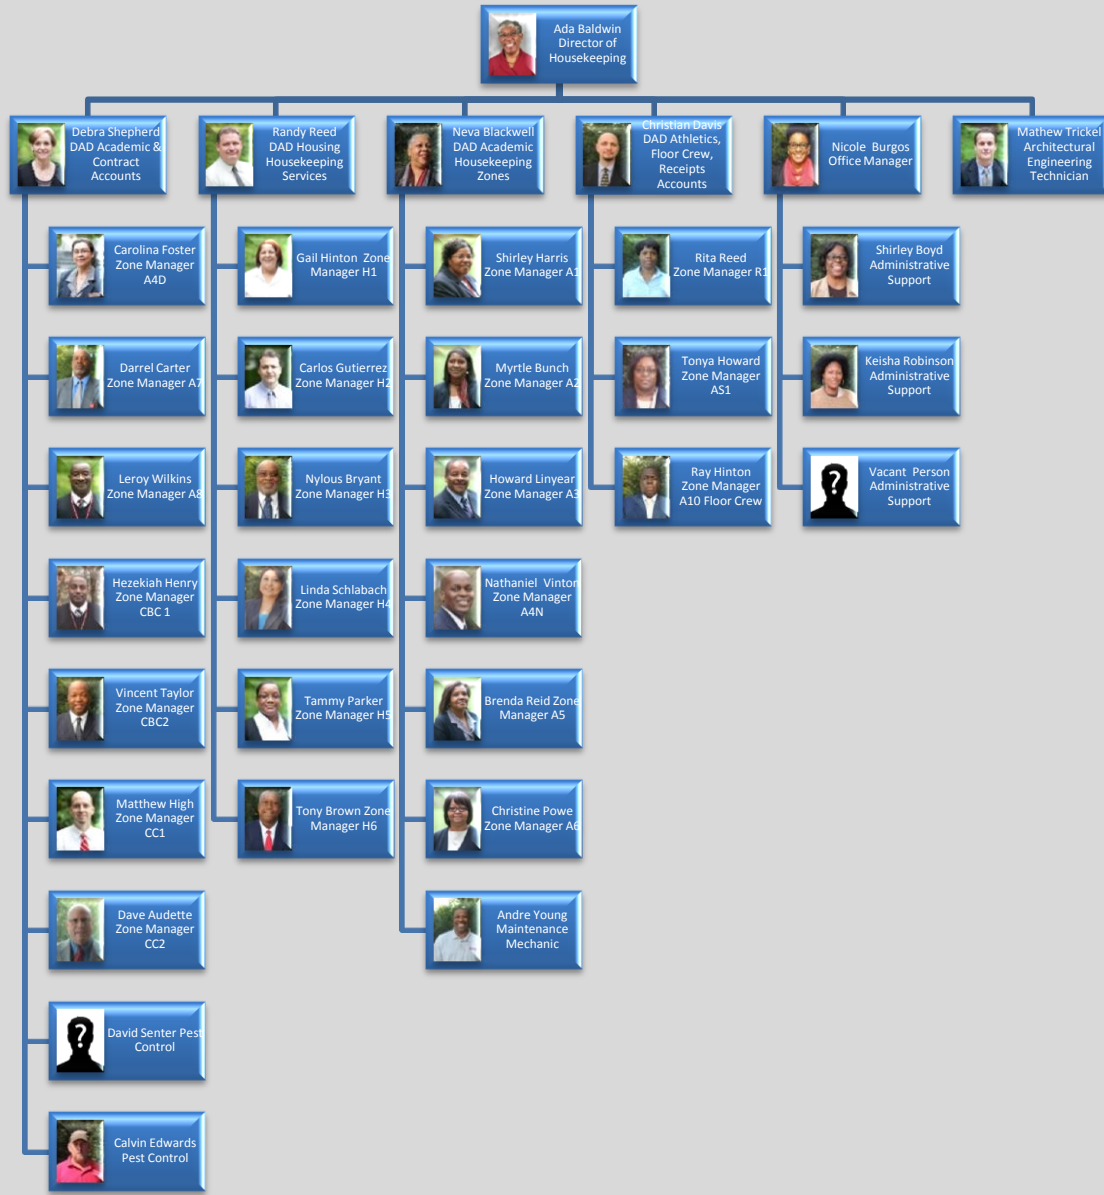 Ada Baldwin
Director of
Housekeeping
Debra Shepherd
DAD Academic &
Contract
Accounts
Randy Reed
DAD Housing
Housekeeping
Services
Neva Blackwell
DAD Academic
Housekeeping
Zones
Christian Davis
DAD Athletics,
Floor Crew,
Receipts
Accounts
Nicole Burgos
Office Manager
Mathew Trickel
Architectural
Engineering
Technician
Carolina Foster
Zone Manager
A4D
Gail Hinton Zone
Manager H1
Shirley Harris
Zone Manager A1
Rita Reed
Zone Manager R1
Shirley Boyd
Administrative
Support
Darrel Carter
Zone Manager A7
Carlos Gutierrez
Zone Manager H2
Myrtle Bunch
Zone Manager A2
Tonya Howard
Zone Manager
AS1
Keisha Robinson
Administrative
Support
Leroy Wilkins
Zone Manager A8
Nylous Bryant
Zone Manager H3
Howard Linyear
Zone Manager A3
Ray Hinton
Zone Manager
A10 Floor Crew
?
Vacant Person
Administrative
Support
Hezekiah Henry
Zone Manager
CBC 1
Linda Schlabach
Zone Manager H4
Nathaniel Vinton
Zone Manager
A4N
Vincent Taylor
Zone Manager
CBC2
Tammy Parker
Zone Manager H5
Brenda Reid Zone
Manager A5
Matthew High
Zone Manager
CC1
Tony Brown Zone
Manager H6
Christine Powe
Zone Manager A6
Dave Audette
Zone Manager
CC2
Andre Young
Maintenance
Mechanic
?
David Senter Pest
Control
Calvin Edwards
Pest Control